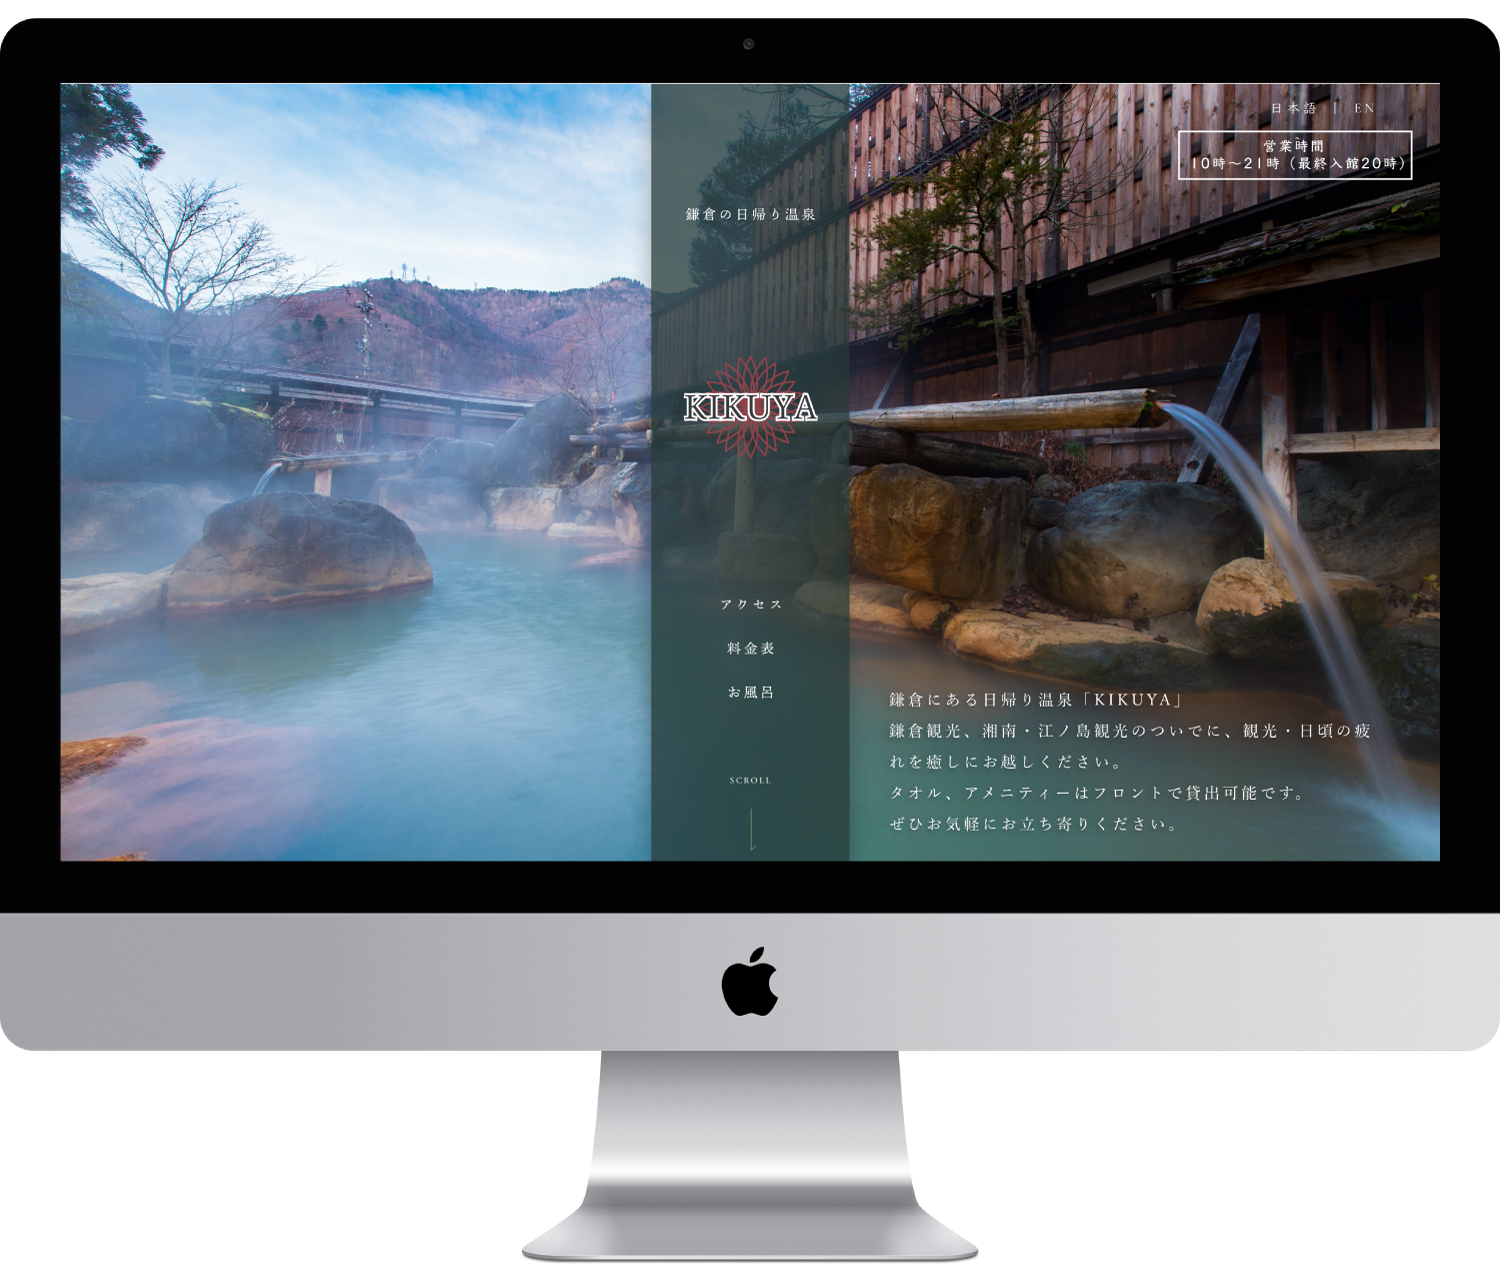 日本語 | EN
営業時間
10時～21時（最終入館20時）
鎌倉の日帰り温泉
KIKUYA
アクセス
料金表
お風呂
SCROLL
鎌倉にある日帰り温泉「KIKUYA」
鎌倉観光、湘南・江ノ島観光のついでに、観光・日頃の疲
れを癒しにお越しください。
タオル、アメニティーはフロントで貸出可能です。
ぜひお気軽にお立ち寄りください。